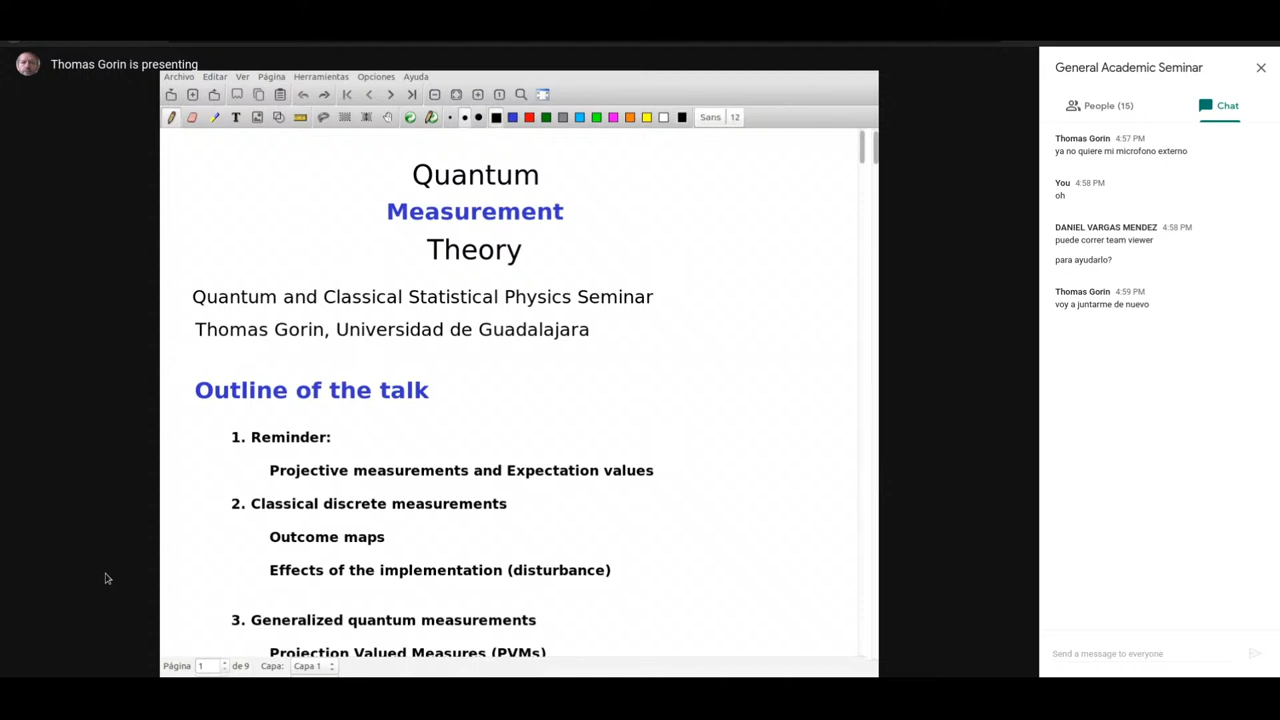 Thomas Gorin is presenting
Archivo Editar Ver Página Herramientas Opciones Ayuda
T Sans 12
Quantum
Measurement
Theory
Quantum and Classical Statistical Physics Seminar
Thomas Gorin, Universidad de Guadalajara
Outline of the talk
1. Reminder:
Projective measurements and Expectation values
2. Classical discrete measurements
Outcome maps
Effects of the implementation (disturbance)
3. Generalized quantum measurements
Projection Valued Measures (PVMs)
Página 1 de 9 Capa: Capa 1
General Academic Seminar
People (15) Chat
Thomas Gorin 4:57 PM
ya no quiere mi microfono externo
You 4:58 PM
oh
DANIEL VARGAS MENDEZ 4:58 PM
puede correr team viewer
para ayudarlo?
Thomas Gorin 4:59 PM
voy a juntarme de nuevo
Send a message to everyone